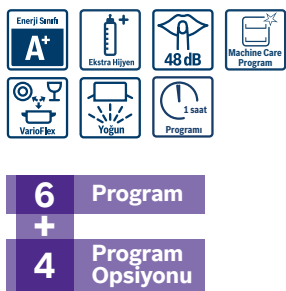 Enerji Sınıfı
A+
+
Ekstra Hijyen
48 dB
Machine Care
Program
VarioFlex
Yoğun
1 saat
Programı
6 Program
+
4 Program
Opsiyonu